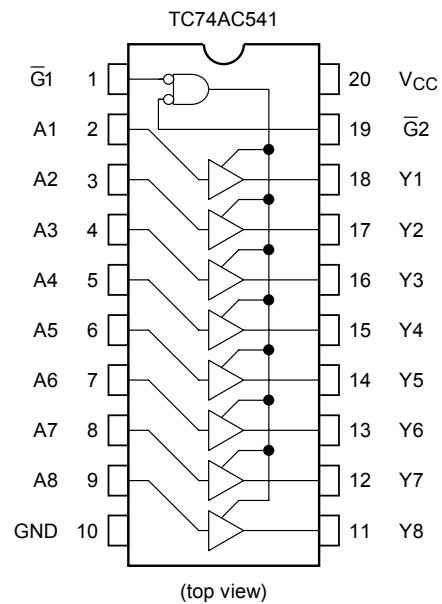 TC74AC541
G̅1 1 20 VCC
A1 2 19 G̅2
A2 3 18 Y1
A3 4 17 Y2
A4 5 16 Y3
A5 6 15 Y4
A6 7 14 Y5
A7 8 13 Y6
A8 9 12 Y7
GND 10 11 Y8
(top view)